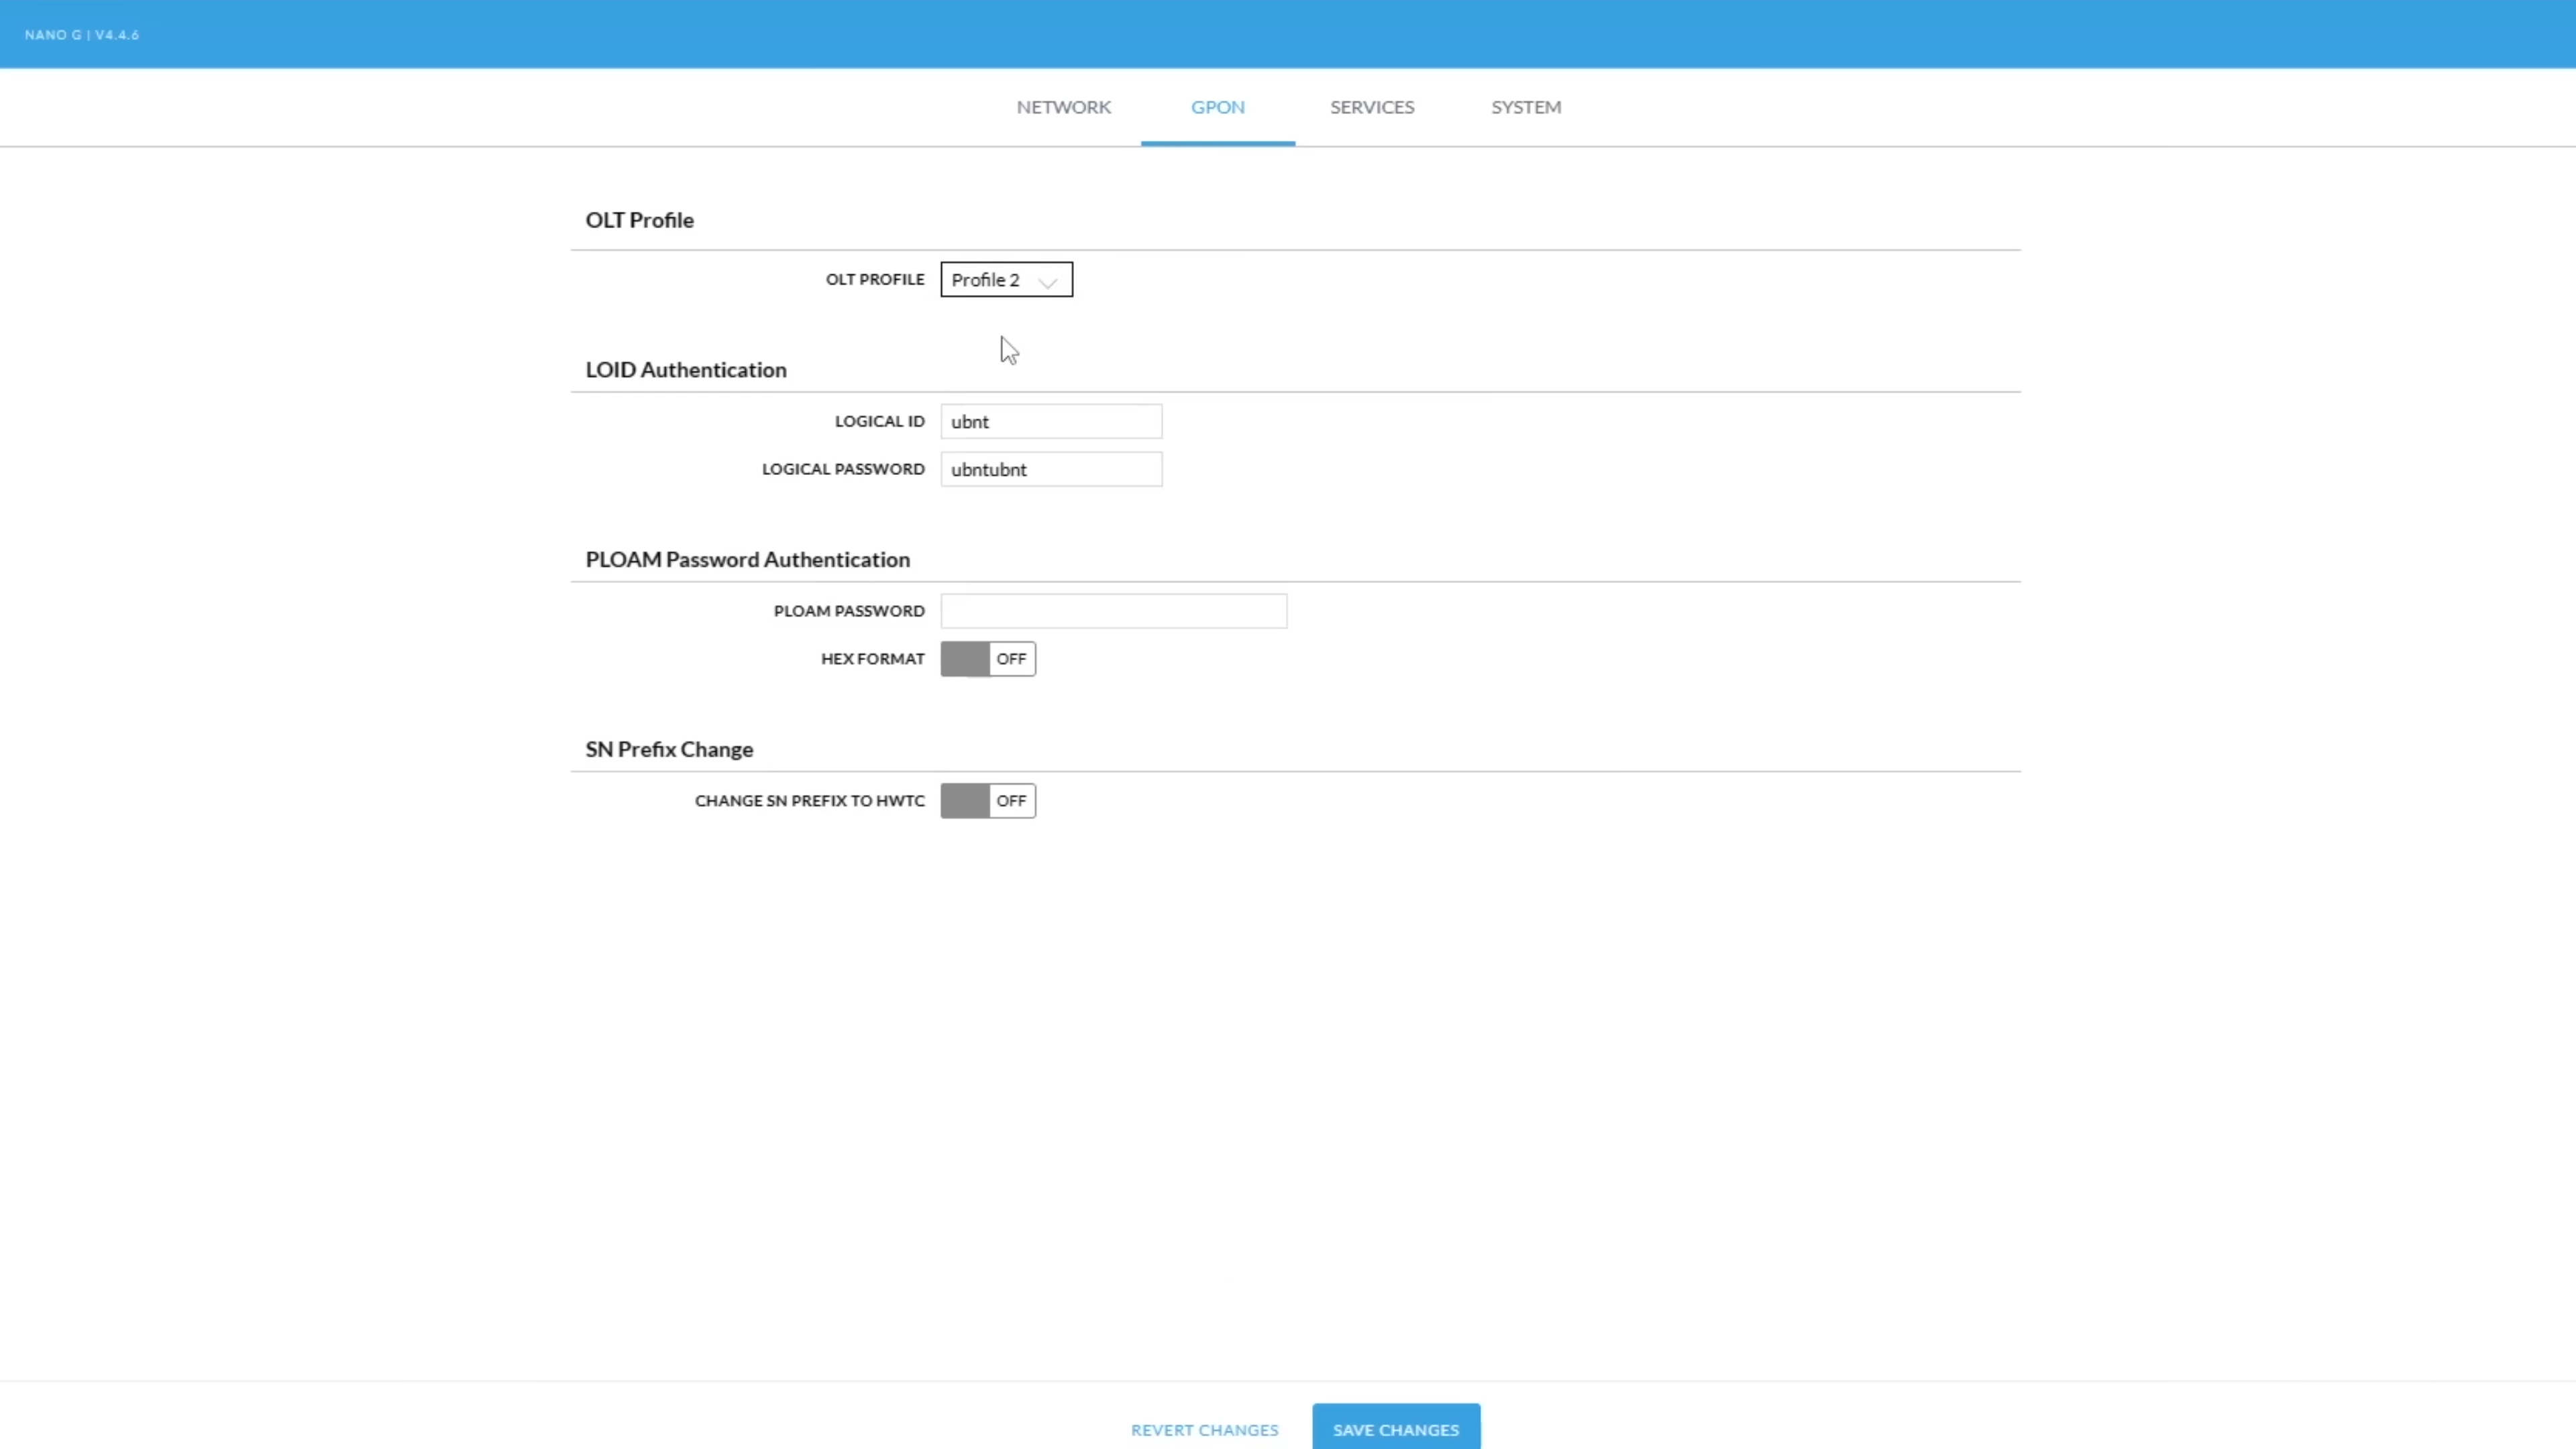 NANO G | V4.4.6
NETWORK GPON SERVICES SYSTEM
OLT Profile
OLT PROFILE Profile 2
LOID Authentication
LOGICAL ID ubnt
LOGICAL PASSWORD ubntubnt
PLOAM Password Authentication
PLOAM PASSWORD
HEX FORMAT OFF
SN Prefix Change
CHANGE SN PREFIX TO HWTC OFF
REVERT CHANGES SAVE CHANGES